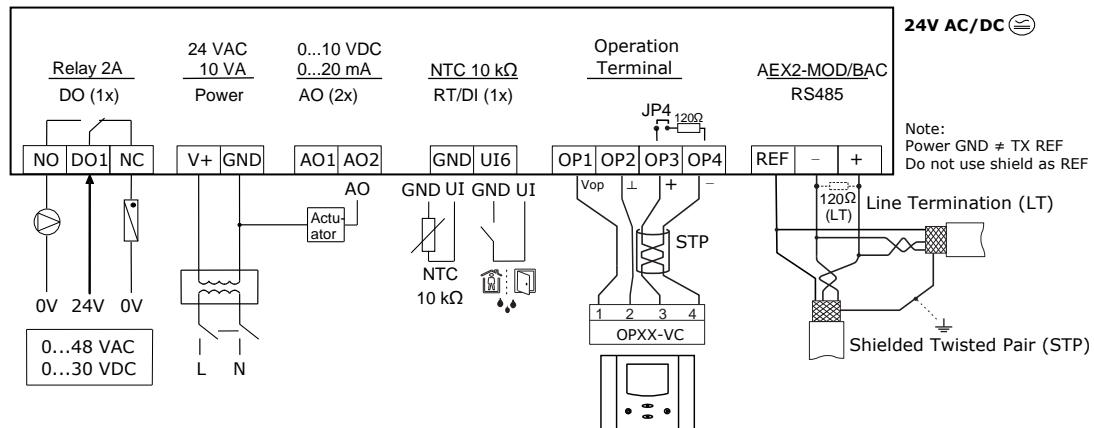 24V AC/DC
Relay 2A
DO (1x)
24 VAC
10 VA
Power
0...10 VDC
0...20 mA
AO (2x)
NTC 10 kΩ
RT/DI (1x)
Operation
Terminal
JP4
120Ω
AEX2-MOD/BAC
RS485
Note:
Power GND ≠ TX REF
Do not use shield as REF
NO DO1 NC
V+ GND
AO1 AO2
GND UI6
OP1 OP2 OP3 OP4
REF – +
AO
GND UI GND UI
Vop ⊥ + –
120Ω
(LT)
Line Termination (LT)
Actu-
ator
STP
NTC
10 kΩ
0V 24V 0V
1 2 3 4
OPXX-VC
0...48 VAC
0...30 VDC
L N
Shielded Twisted Pair (STP)